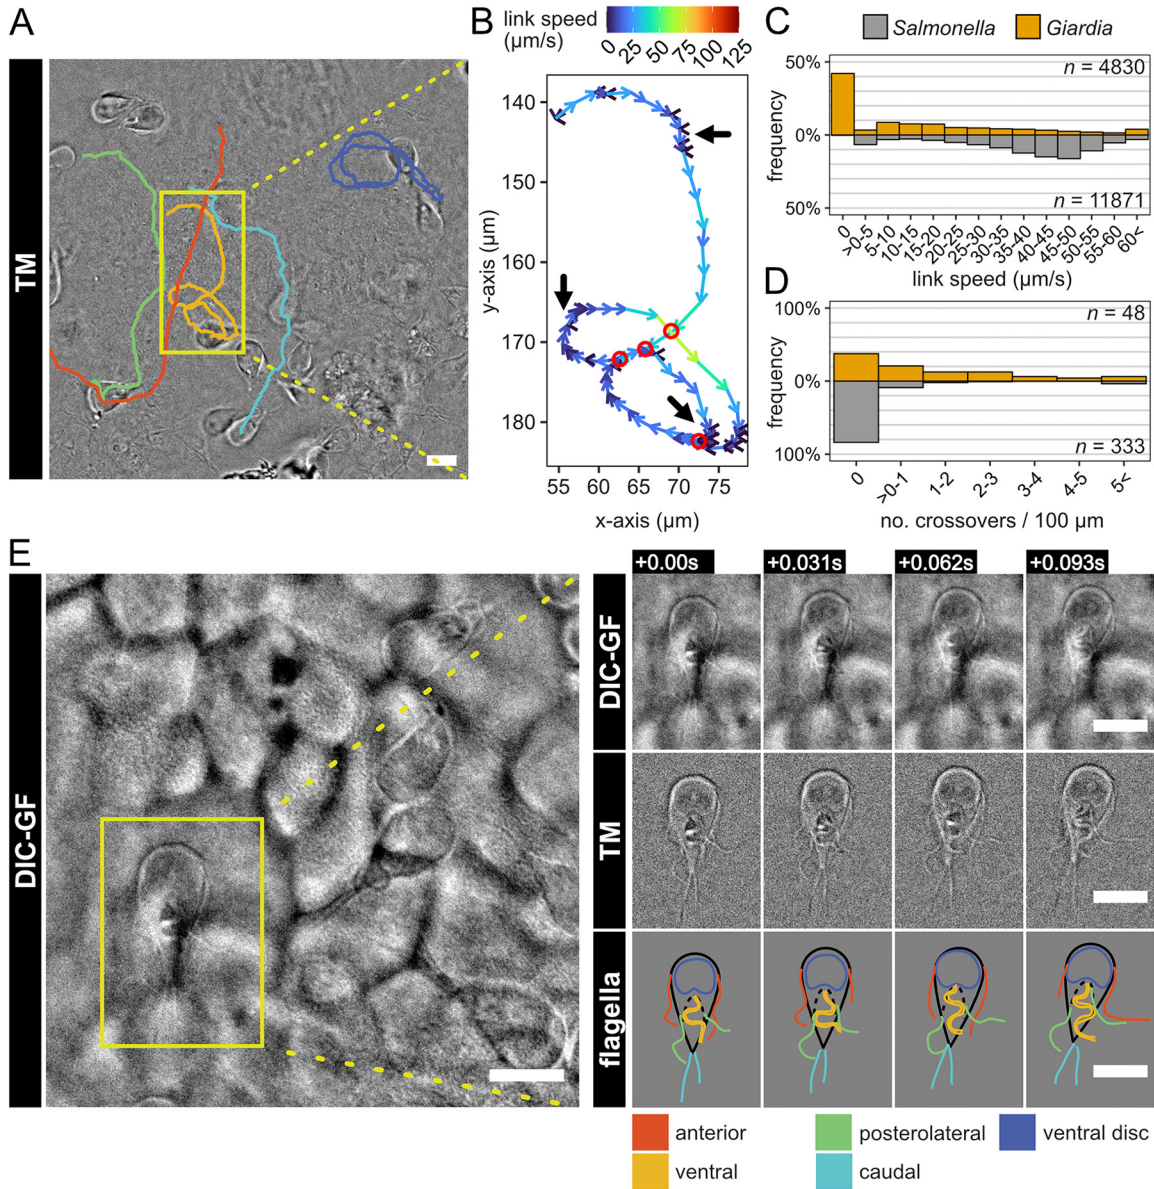 A
TM
B
link speed
(µm/s)
0 25 50 75 100 125
y-axis (µm)
140
150
160
170
180
55 60 65 70 75
x-axis (µm)
C
Salmonella Giardia
frequency
50%
0%
50%
n = 4830
n = 11871
0 >0-5 5-10 10-15 15-20 20-25 25-30 30-35 35-40 40-45 45-50 50-55 55-60 60<
link speed (µm/s)
D
frequency
100%
0%
100%
n = 48
n = 333
0 >0-1 1-2 2-3 3-4 4-5 5<
no. crossovers / 100 µm
E
DIC-GF
+0.00s +0.031s +0.062s +0.093s
DIC-GF
TM
flagella
anterior posterolateral ventral disc
ventral caudal